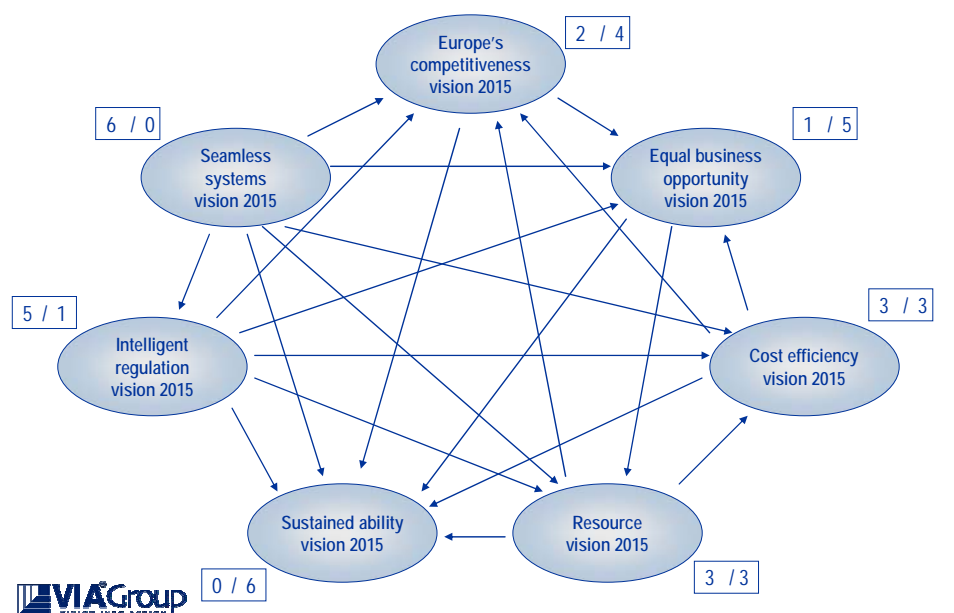 2 / 4
Europe's
competitiveness
vision 2015
6 / 0
Seamless
systems
vision 2015
1 / 5
Equal business
opportunity
vision 2015
5 / 1
Intelligent
regulation
vision 2015
3 / 3
Cost efficiency
vision 2015
Sustained ability
vision 2015
0 / 6
Resource
vision 2015
3 / 3
VIAGroup